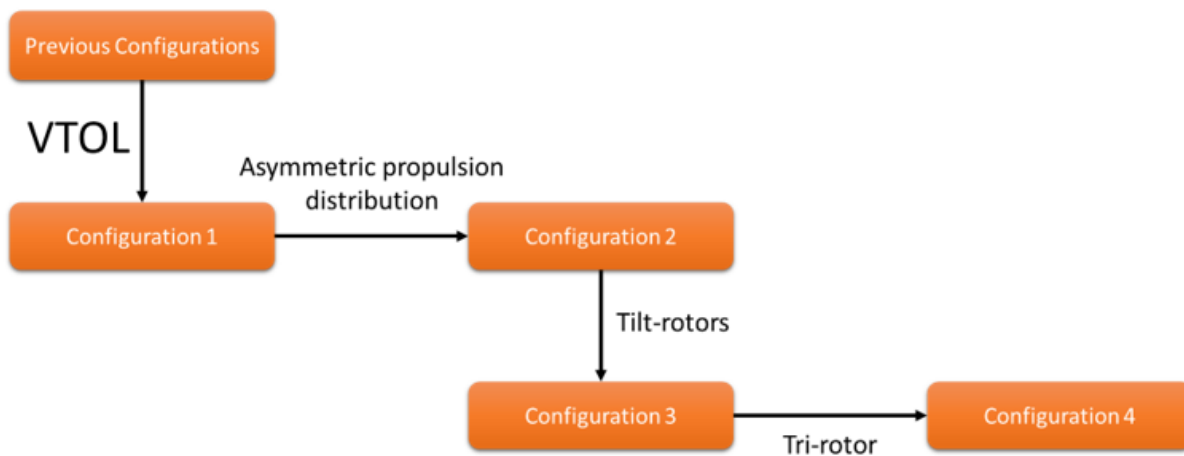 Previous Configurations
VTOL
Asymmetric propulsion
distribution
Configuration 1
Configuration 2
Tilt-rotors
Configuration 3
Configuration 4
Tri-rotor